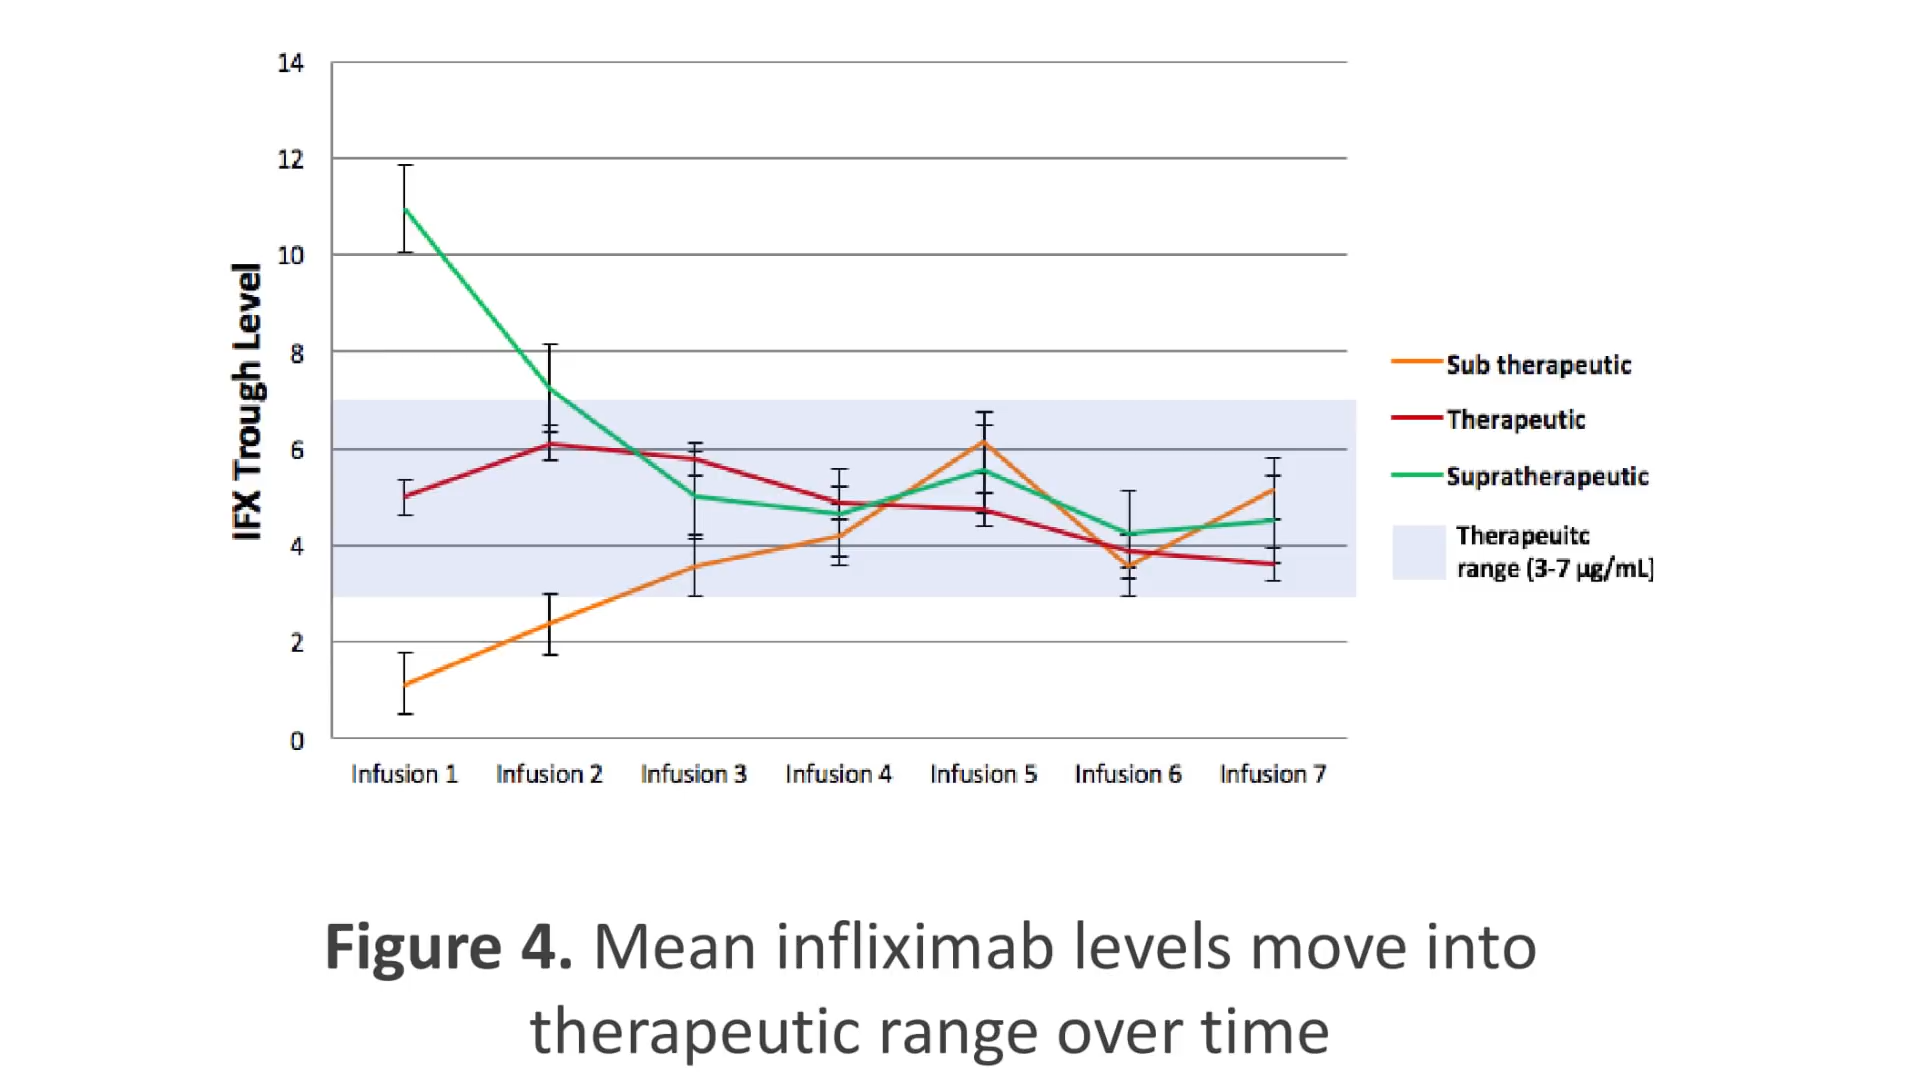 14
12
10
8
6
4
2
0
IFX Trough Level
Infusion 1 Infusion 2 Infusion 3 Infusion 4 Infusion 5 Infusion 6 Infusion 7
Sub therapeutic
Therapeutic
Supratherapeutic
Therapeuitc
range (3-7 µg/mL)
Figure 4. Mean infliximab levels move into
therapeutic range over time